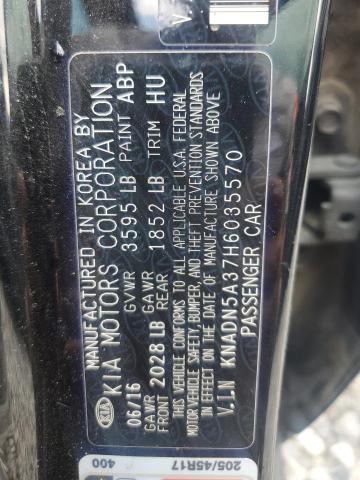 MANUFACTURED IN KOREA BY
KIA KIA MOTORS CORPORATION
06/16 GVWR 3595 LB PAINT ABP
GAWR FRONT 2028 LB GAWR REAR 1852 LB TRIM HU
THIS VEHICLE CONFORMS TO ALL APPLICABLE U.S.A. FEDERAL
MOTOR VEHICLE SAFETY, BUMPER, AND THEFT PREVENTION STANDARDS
IN EFFECT ON THE DATE OF MANUFACTURE SHOWN ABOVE
V.I.N KNADN5A37H6035570
PASSENGER CAR
205/45R17
400
V